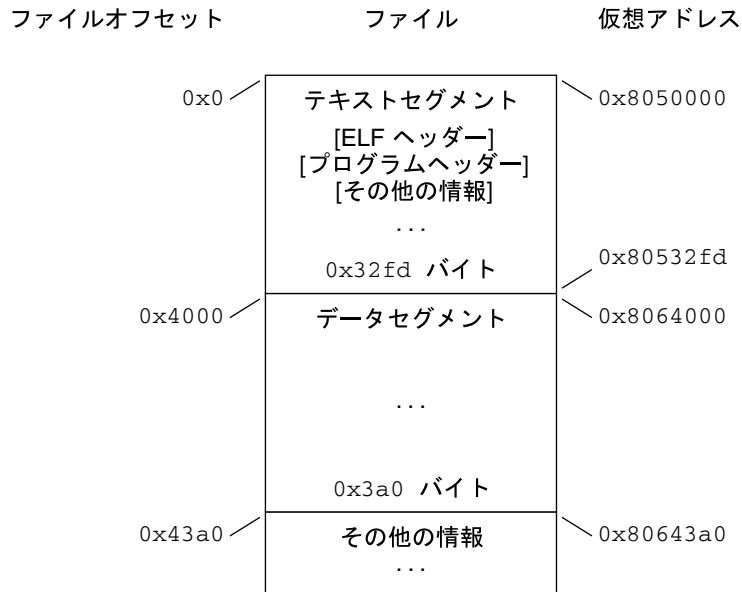 ファイルオフセット ファイル 仮想アドレス
0x0 テキストセグメント 0x8050000
[ELF ヘッダー]
[プログラムヘッダー]
[その他の情報]
...
0x32fd バイト 0x80532fd
0x4000 データセグメント 0x8064000
...
0x3a0 バイト
0x43a0 その他の情報 0x80643a0
...